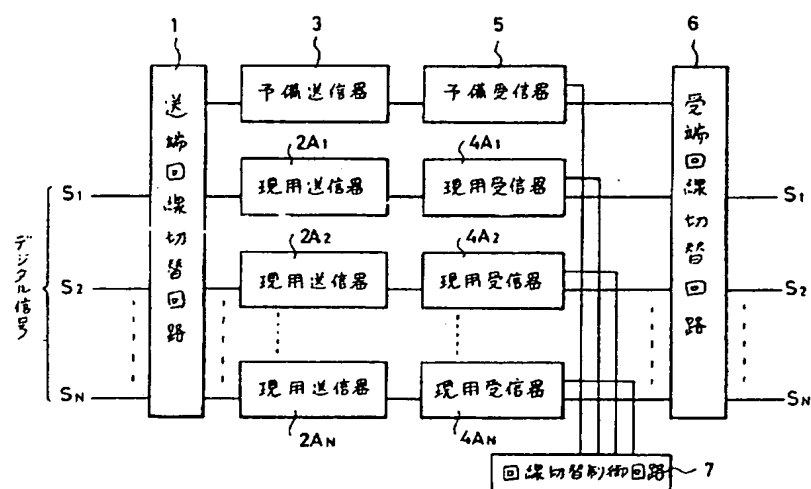 1
3
5
6
送端回線切替回路
予備送信器
予備受信器
受端回線切替回路
2A1
4A1
現用送信器
現用受信器
S1
S1
2A2
4A2
現用送信器
現用受信器
S2
S2
デジタル信号
現用送信器
現用受信器
SN
SN
2AN
4AN
回線切替制御回路
7